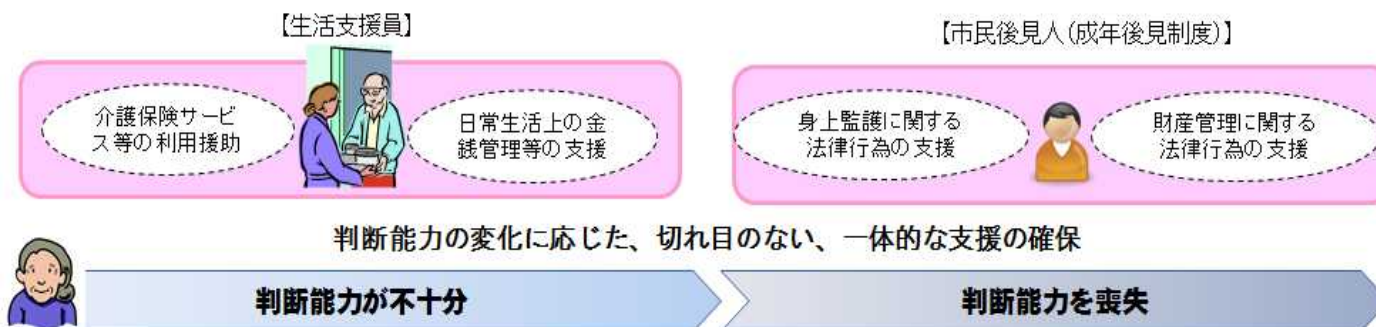 【生活支援員】
介護保険サービ
ス等の利用援助
日常生活上の金
銭管理等の支援
【市民後見人(成年後見制度)】
身上監護に関する
法律行為の支援
財産管理に関する
法律行為の支援
判断能力の変化に応じた、切れ目のない、一体的な支援の確保
判断能力が不十分
判断能力を喪失